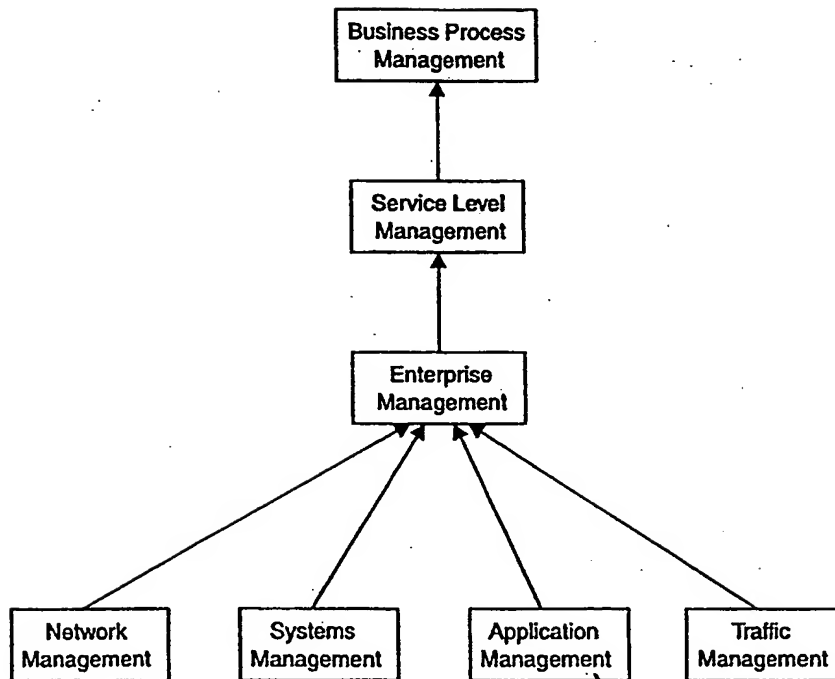 Business Process
Management
Service Level
Management
Enterprise
Management
Network
Management
Systems
Management
Application
Management
Traffic
Management